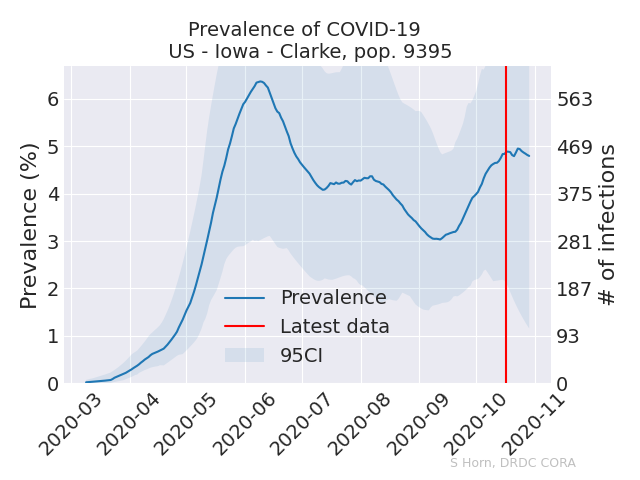 Prevalence of COVID-19
US - Iowa - Clarke, pop. 9395
Prevalence (%)
6
5
4
3
2
1
0
563
469
375
281
187
93
0
# of infections
Prevalence
Latest data
95CI
2020-03
2020-04
2020-05
2020-06
2020-07
2020-08
2020-09
2020-10
2020-11
S Horn, DRDC CORA